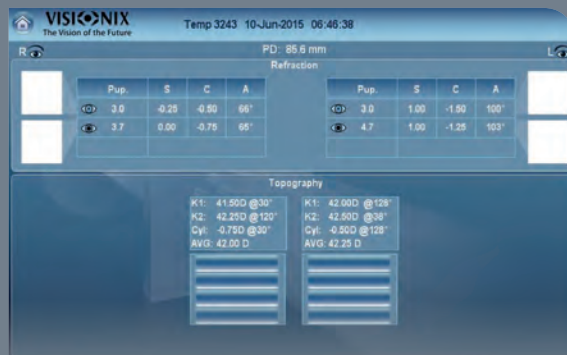 VISIONIX
The Vision of the Future
Temp 3243 10-Jun-2015 06:46:38
R
PD: 85.6 mm
L
Refraction
Pup. S C A
3.0 -0.25 -0.50 66°
3.7 0.00 -0.75 65°
Pup. S C A
3.0 1.00 -1.50 100°
4.7 1.00 -1.25 103°
Topography
K1: 41.50D @30°
K2: 42.25D @120°
Cyl: -0.75D @30°
AVG: 42.00 D
K1: 42.00D @128°
K2: 42.50D @38°
Cyl: -0.50D @128°
AVG: 42.25 D